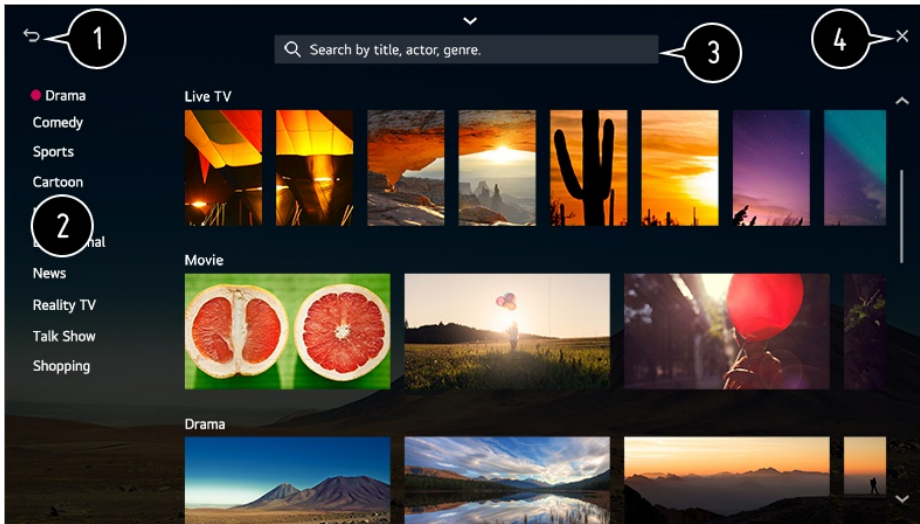 1
4
Search by title, actor, genre.
3
Drama
Comedy
Sports
Cartoon
2
News
Reality TV
Talk Show
Shopping
Live TV
Movie
Drama